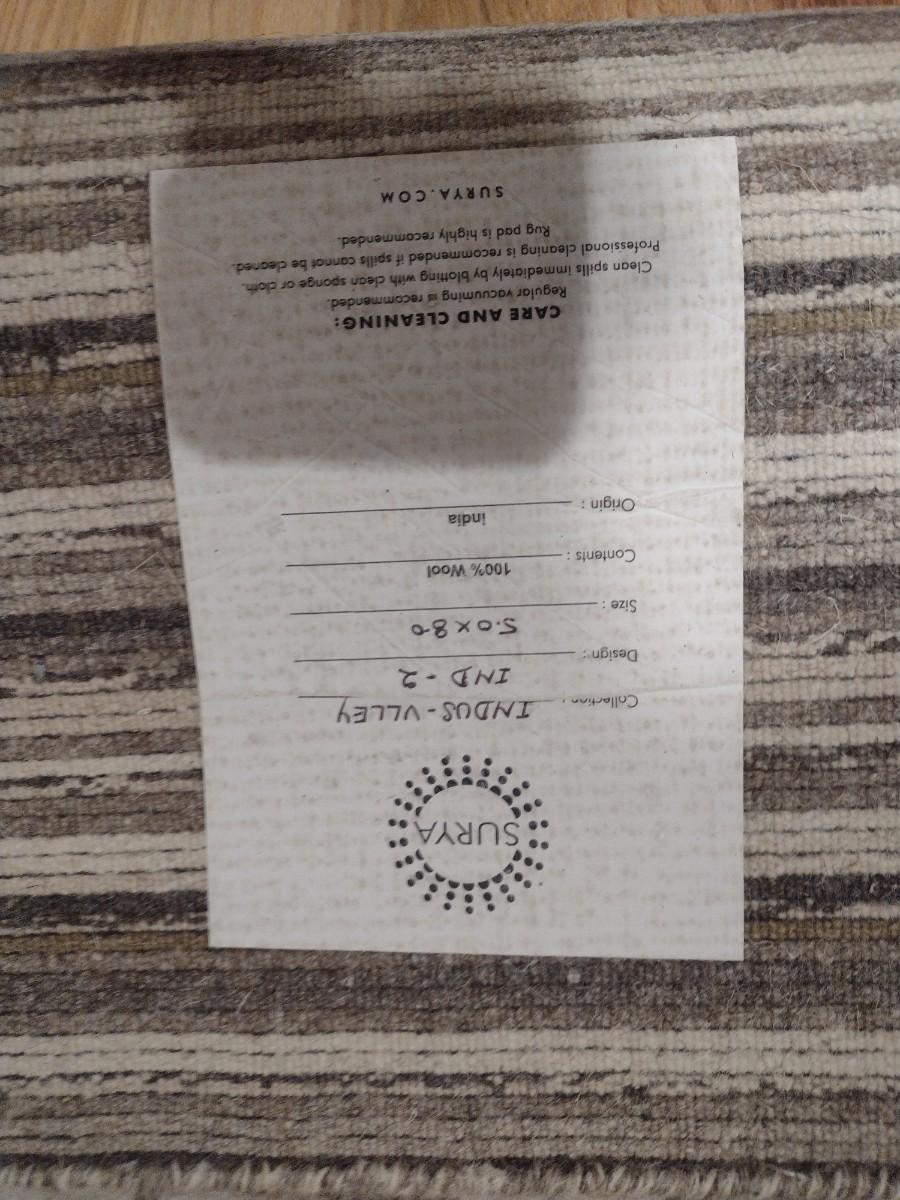 SURYA
Collection : INDUS-VLLEY
Design : IND - 2
Size : 5.0 x 8.0
Contents : 100% Wool
Origin : india
CARE AND CLEANING:
Regular vacuuming is recommended.
Clean spills immediately by blotting with clean sponge or cloth.
Professional cleaning is recommended if spills cannot be cleaned.
Rug pad is highly recommended.
SURYA.COM